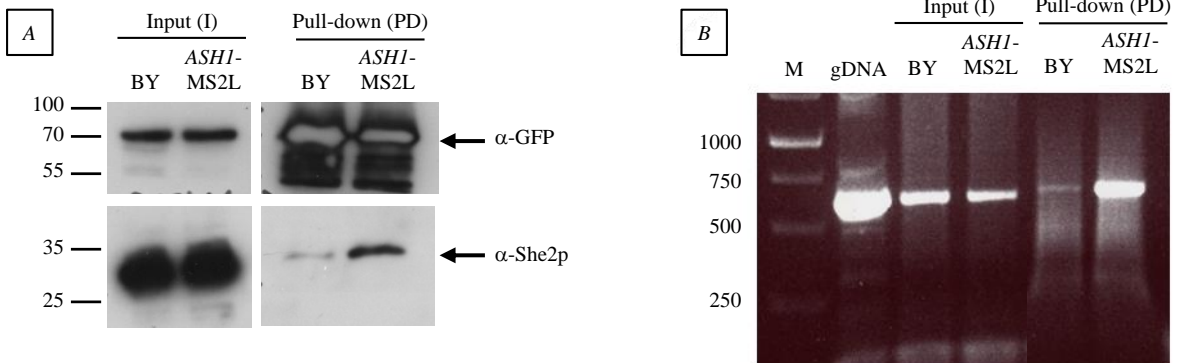 A
Input (I) Pull-down (PD)
ASH1- ASH1-
BY MS2L BY MS2L
100
70
55
α-GFP
35
25
α-She2p
B
Input (I) Pull-down (PD)
ASH1- ASH1-
M gDNA BY MS2L BY MS2L
1000
750
500
250